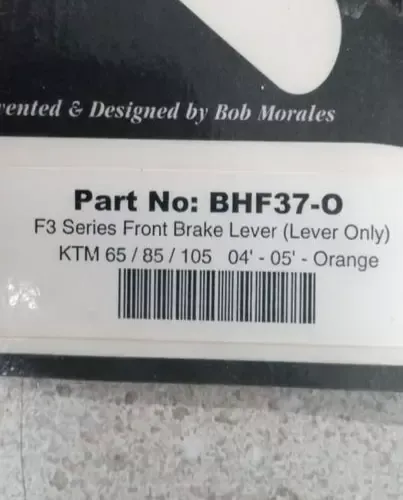 & Designed by Bob Morales
Part No: BHF37-O
F3 Series Front Brake Lever (Lever Only)
KTM 65 / 85 / 105 04' - 05' - Orange